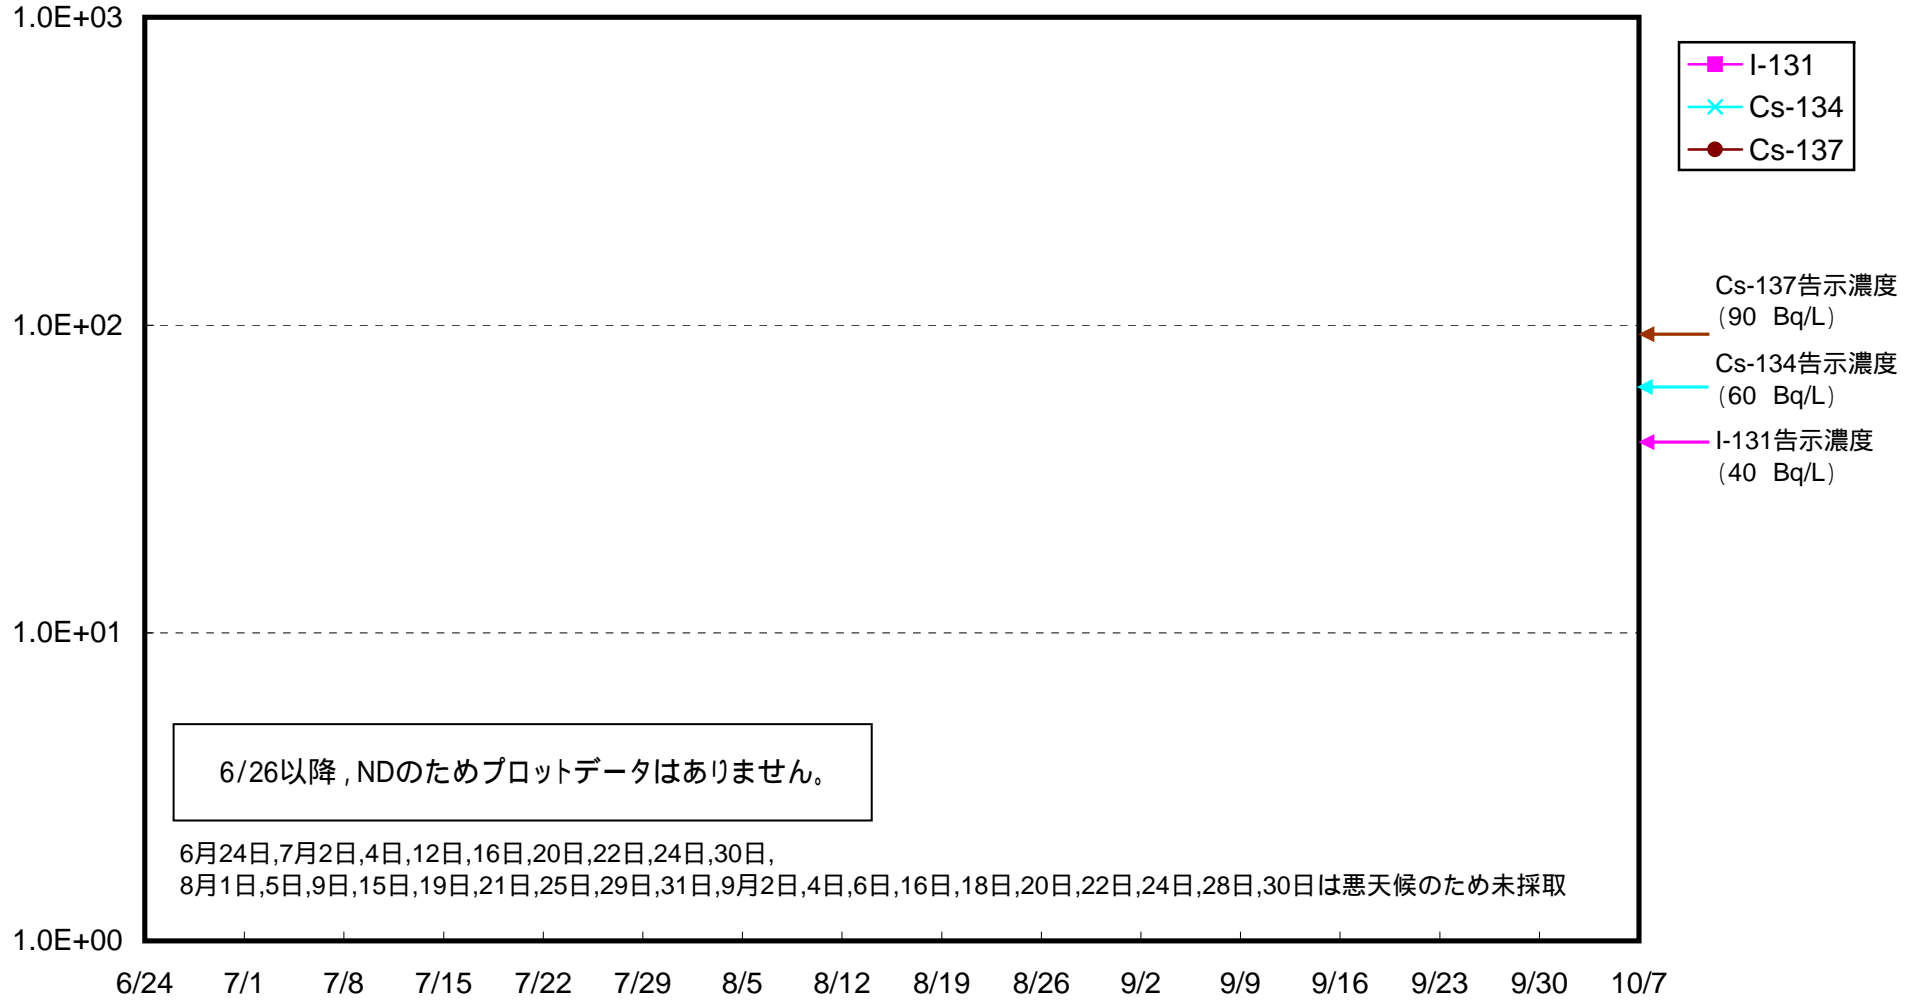 1.0E+03
1.0E+02
1.0E+01
1.0E+00
I-131
Cs-134
Cs-137
Cs-137告示濃度
(90 Bq/L)
Cs-134告示濃度
(60 Bq/L)
I-131告示濃度
(40 Bq/L)
6/26以降,NDのためプロットデータはありません。
6月24日,7月2日,4日,12日,16日,20日,22日,24日,30日,
8月1日,5日,9日,15日,19日,21日,25日,29日,31日,9月2日,4日,6日,16日,18日,20日,22日,24日,28日,30日は悪天候のため未採取
6/24 7/1 7/8 7/15 7/22 7/29 8/5 8/12 8/19 8/26 9/2 9/9 9/16 9/23 9/30 10/7